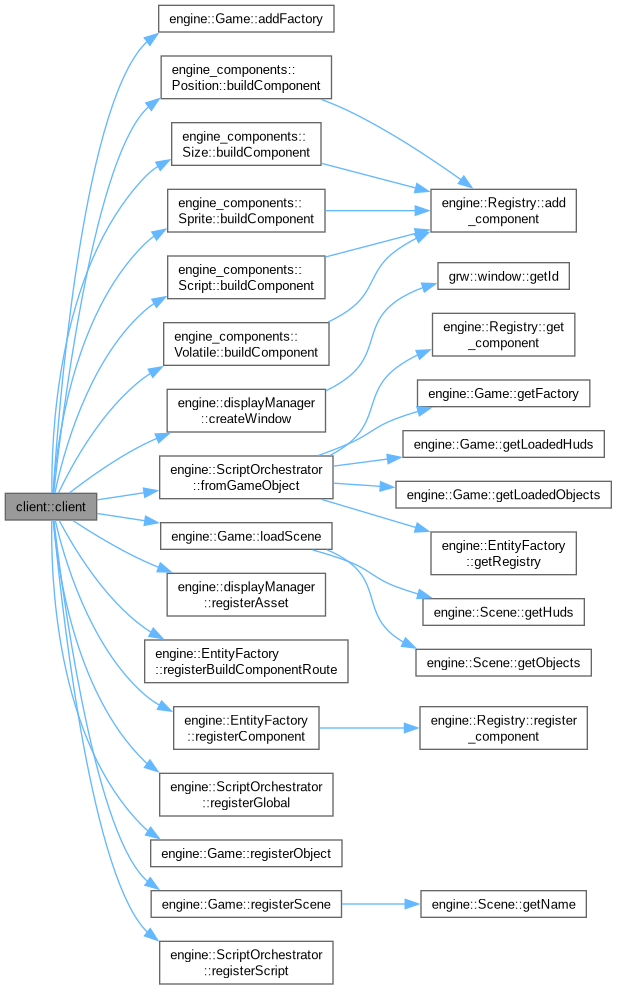 client::client
engine::Game::addFactory
engine_components::
Position::buildComponent
engine_components::
Size::buildComponent
engine_components::
Sprite::buildComponent
engine_components::
Script::buildComponent
engine_components::
Volatile::buildComponent
engine::displayManager
::createWindow
engine::ScriptOrchestrator
::fromGameObject
engine::Game::loadScene
engine::displayManager
::registerAsset
engine::EntityFactory
::registerBuildComponentRoute
engine::EntityFactory
::registerComponent
engine::ScriptOrchestrator
::registerGlobal
engine::Game::registerObject
engine::Game::registerScene
engine::ScriptOrchestrator
::registerScript
engine::Registry::add
_component
grw::window::getId
engine::Registry::get
_component
engine::Game::getFactory
engine::Game::getLoadedHuds
engine::Game::getLoadedObjects
engine::EntityFactory
::getRegistry
engine::Scene::getHuds
engine::Scene::getObjects
engine::Registry::register
_component
engine::Scene::getName